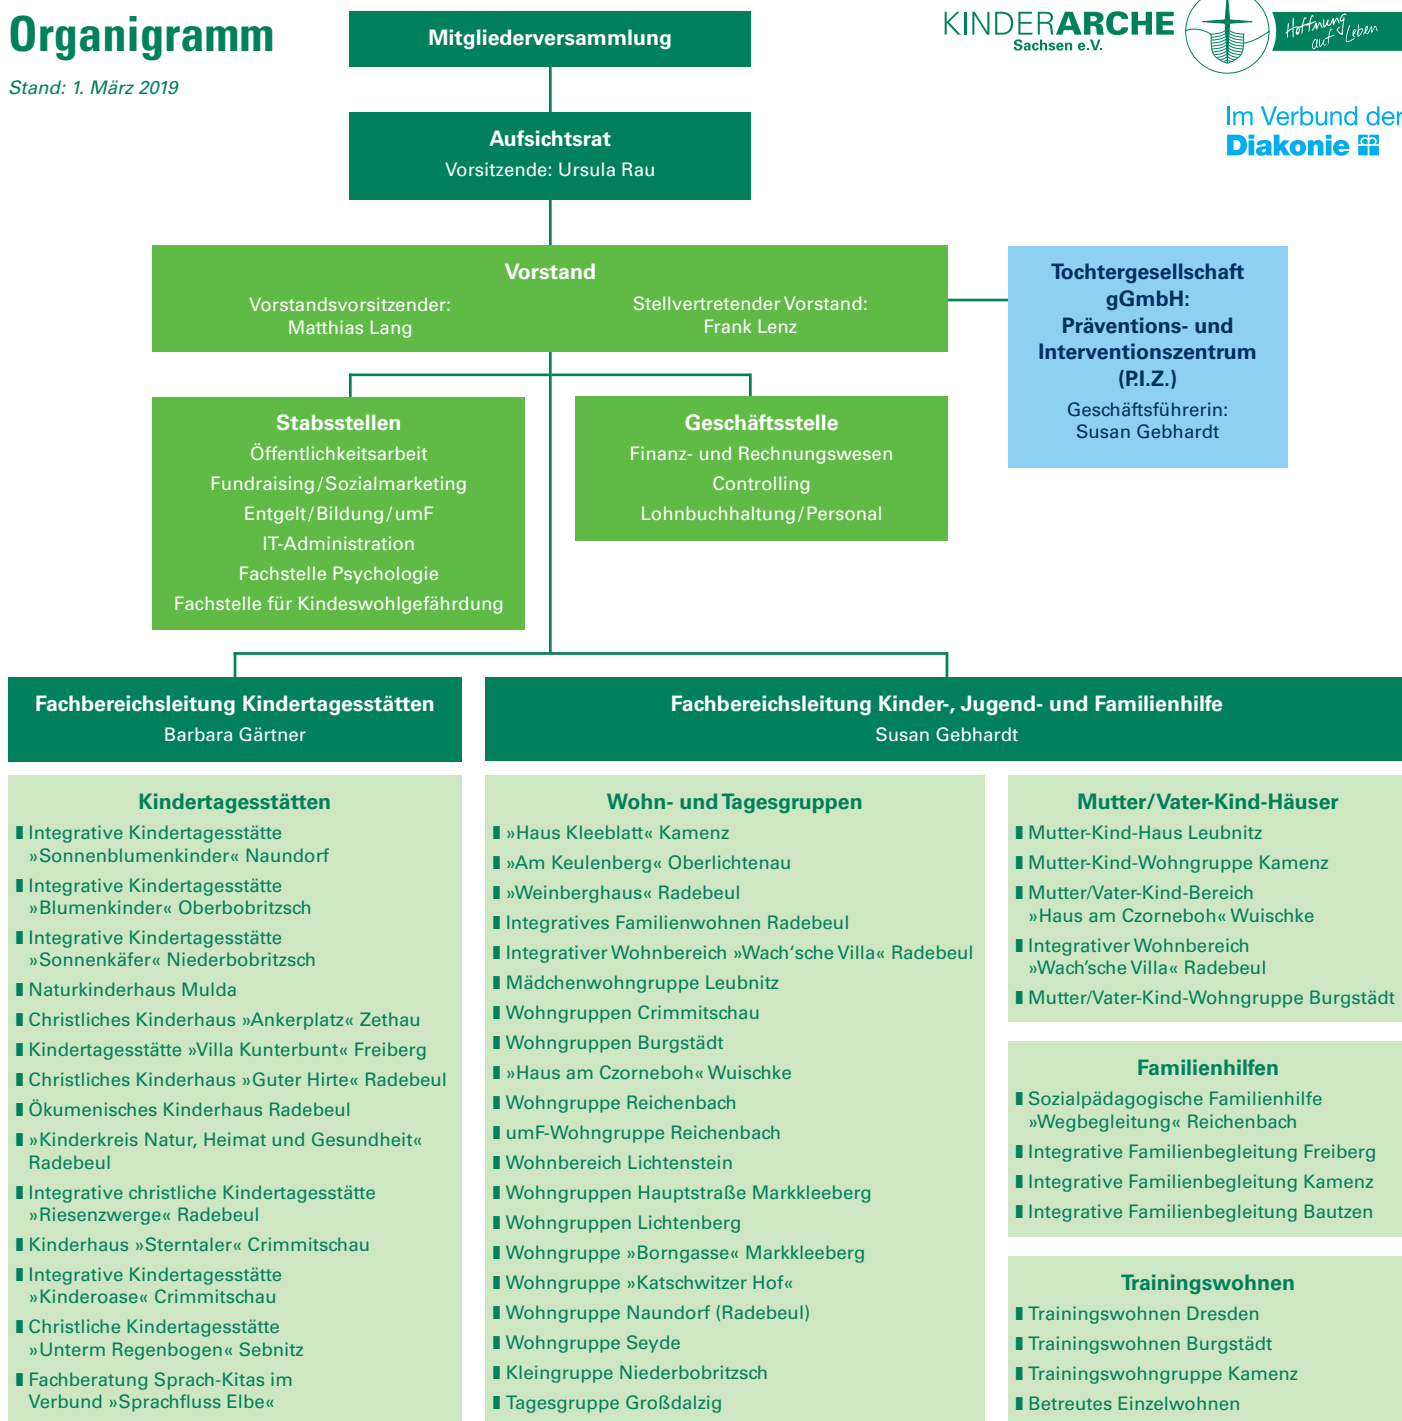 Organigramm
Stand: 1. März 2019
KINDERARCHE
Sachsen e.V.
Hoffnung
auf Leben
Im Verbund der
Diakonie
Mitgliederversammlung
Aufsichtsrat
Vorsitzende: Ursula Rau
Vorstand
Vorstandsvorsitzender:
Matthias Lang
Stellvertretender Vorstand:
Frank Lenz
Tochtergesellschaft
gGmbH:
Präventions- und
Interventionszentrum
(P.I.Z.)
Geschäftsführerin:
Susan Gebhardt
Stabsstellen
Öffentlichkeitsarbeit
Fundraising/Sozialmarketing
Entgelt/Bildung/umF
IT-Administration
Fachstelle Psychologie
Fachstelle für Kindeswohlgefährdung
Geschäftsstelle
Finanz- und Rechnungswesen
Controlling
Lohnbuchhaltung/Personal
Fachbereichsleitung Kindertagesstätten
Barbara Gärtner
Fachbereichsleitung Kinder-, Jugend- und Familienhilfe
Susan Gebhardt
Kindertagesstätten
Integrative Kindertagesstätte
»Sonnenblumenkinder« Naundorf
Integrative Kindertagesstätte
»Blumenkinder« Oberbobritzsch
Integrative Kindertagesstätte
»Sonnenkäfer« Niederbobritzsch
Naturkinderhaus Mulda
Christliches Kinderhaus »Ankerplatz« Zethau
Kindertagesstätte »Villa Kunterbunt« Freiberg
Christliches Kinderhaus »Guter Hirte« Radebeul
Ökumenisches Kinderhaus Radebeul
»Kinderkreis Natur, Heimat und Gesundheit«
Radebeul
Integrative christliche Kindertagesstätte
»Riesenzwerge« Radebeul
Kinderhaus »Sterntaler« Crimmitschau
Integrative Kindertagesstätte
»Kinderoase« Crimmitschau
Christliche Kindertagesstätte
»Unterm Regenbogen« Sebnitz
Fachberatung Sprach-Kitas im
Verbund »Sprachfluss Elbe«
Wohn- und Tagesgruppen
»Haus Kleeblatt« Kamenz
»Am Keulenberg« Oberlichtenau
»Weinberghaus« Radebeul
Integratives Familienwohnen Radebeul
Integrativer Wohnbereich »Wach‘sche Villa« Radebeul
Mädchenwohngruppe Leubnitz
Wohngruppen Crimmitschau
Wohngruppen Burgstädt
»Haus am Czorneboh« Wuischke
Wohngruppe Reichenbach
umF-Wohngruppe Reichenbach
Wohnbereich Lichtenstein
Wohngruppen Hauptstraße Markkleeberg
Wohngruppen Lichtenberg
Wohngruppe »Borngasse« Markkleeberg
Wohngruppe »Katschwitzer Hof«
Wohngruppe Naundorf (Radebeul)
Wohngruppe Seyde
Kleingruppe Niederbobritzsch
Tagesgruppe Großdalzig
Mutter/Vater-Kind-Häuser
Mutter-Kind-Haus Leubnitz
Mutter-Kind-Wohngruppe Kamenz
Mutter/Vater-Kind-Bereich
»Haus am Czorneboh« Wuischke
Integrativer Wohnbereich
»Wach’sche Villa« Radebeul
Mutter/Vater-Kind-Wohngruppe Burgstädt
Familienhilfen
Sozialpädagogische Familienhilfe
»Wegbegleitung« Reichenbach
Integrative Familienbegleitung Freiberg
Integrative Familienbegleitung Kamenz
Integrative Familienbegleitung Bautzen
Trainingswohnen
Trainingswohnen Dresden
Trainingswohnen Burgstädt
Trainingswohngruppe Kamenz
Betreutes Einzelwohnen